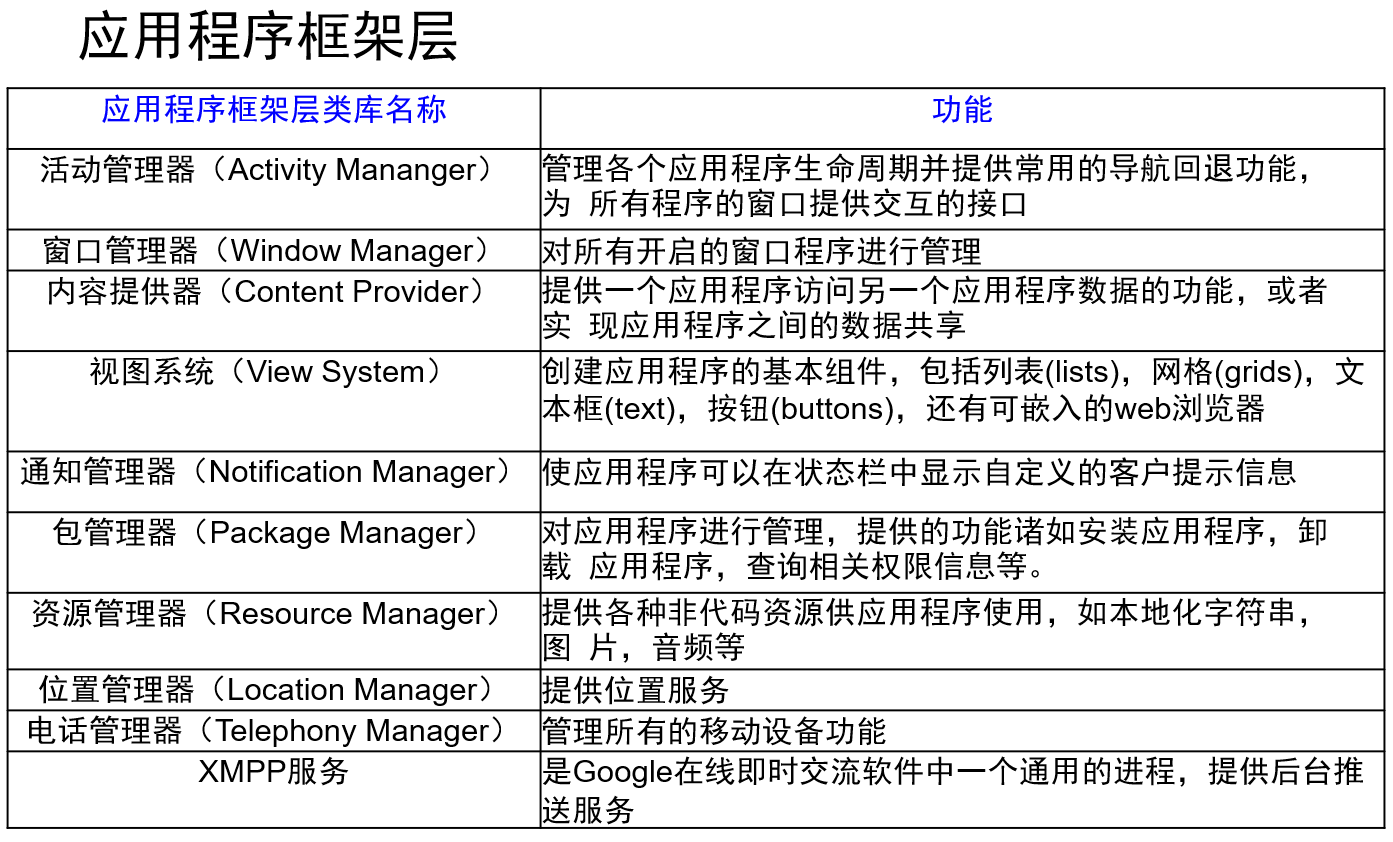 应用程序框架层
应用程序框架层类库名称
功能
活动管理器（Activity Mananger）
管理各个应用程序生命周期并提供常用的导航回退功能，
为 所有程序的窗口提供交互的接口
窗口管理器（Window Manager）
对所有开启的窗口程序进行管理
内容提供器（Content Provider）
提供一个应用程序访问另一个应用程序数据的功能，或者
实 现应用程序之间的数据共享
视图系统（View System）
创建应用程序的基本组件，包括列表(lists)，网格(grids)，文
本框(text)，按钮(buttons)，还有可嵌入的web浏览器
通知管理器（Notification Manager）
使应用程序可以在状态栏中显示自定义的客户提示信息
包管理器（Package Manager）
对应用程序进行管理，提供的功能诸如安装应用程序，卸
载 应用程序，查询相关权限信息等。
资源管理器（Resource Manager）
提供各种非代码资源供应用程序使用，如本地化字符串，
图 片，音频等
位置管理器（Location Manager）
提供位置服务
电话管理器（Telephony Manager）
管理所有的移动设备功能
XMPP服务
是Google在线即时交流软件中一个通用的进程，提供后台推
送服务